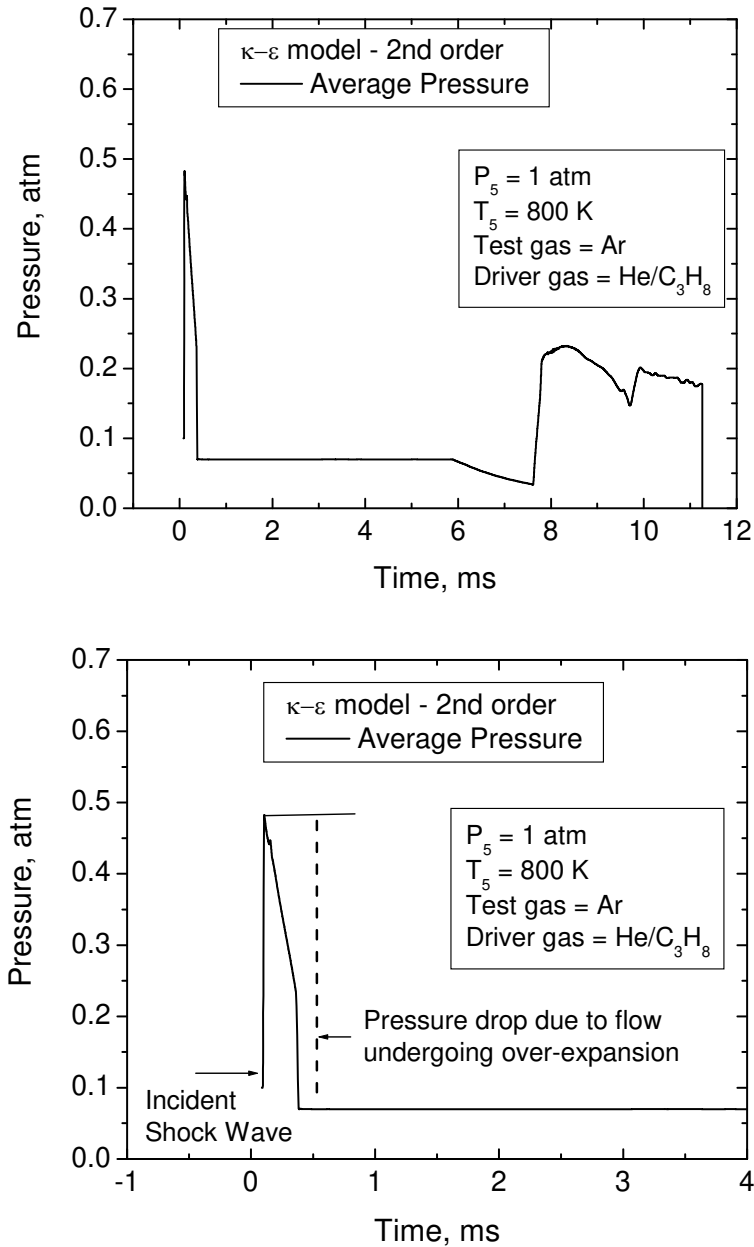 κ–ε model - 2nd order
Average Pressure
P₅ = 1 atm
T₅ = 800 K
Test gas = Ar
Driver gas = He/C₃H₈
Pressure, atm
0.7
0.6
0.5
0.4
0.3
0.2
0.1
0.0
0 2 4 6 8 10 12
Time, ms
κ–ε model - 2nd order
Average Pressure
P₅ = 1 atm
T₅ = 800 K
Test gas = Ar
Driver gas = He/C₃H₈
Pressure drop due to flow
undergoing over-expansion
Incident
Shock Wave
Pressure, atm
0.7
0.6
0.5
0.4
0.3
0.2
0.1
0.0
-1 0 1 2 3 4
Time, ms